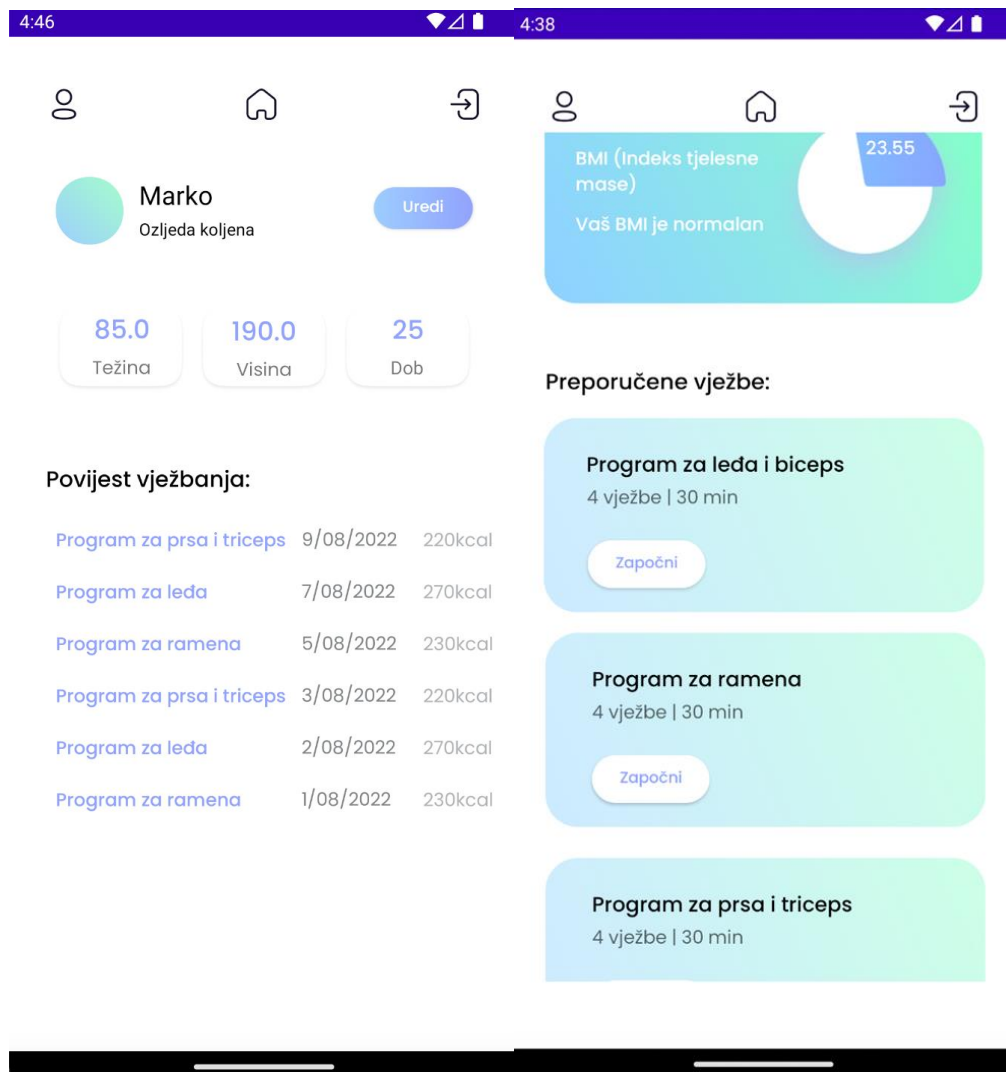 4:46
Marko
Ozljeda koljena
Uredi
85.0
Težina
190.0
Visina
25
Dob
Povijest vježbanja:
Program za prsa i triceps 9/08/2022 220kcal
Program za leđa 7/08/2022 270kcal
Program za ramena 5/08/2022 230kcal
Program za prsa i triceps 3/08/2022 220kcal
Program za leđa 2/08/2022 270kcal
Program za ramena 1/08/2022 230kcal
4:38
BMI (Indeks tjelesne
mase)
Vaš BMI je normalan
23.55
Preporučene vježbe:
Program za leđa i biceps
4 vježbe | 30 min
Započni
Program za ramena
4 vježbe | 30 min
Započni
Program za prsa i triceps
4 vježbe | 30 min